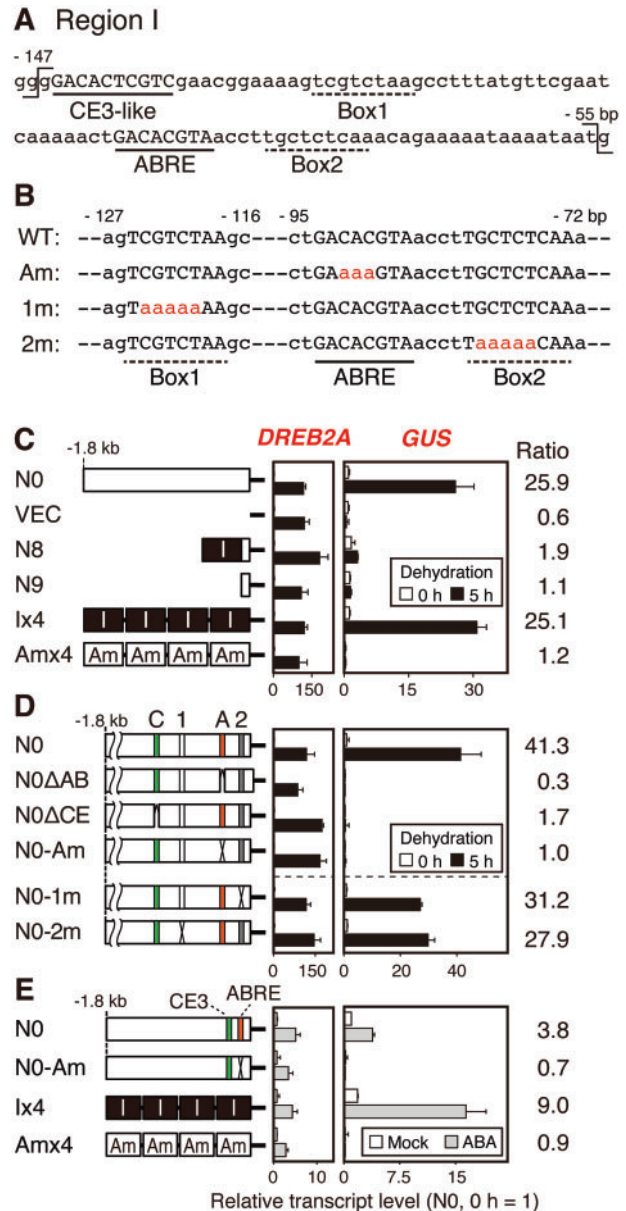 A Region I
- 147
gggGACACTCGTCgaacggaaaagtcgtctaagcctttatgttcgaat
CE3-like Box1
- 55 bp
caaaaactGACACGTAaccttgctctcaaacagaaaaataaaataatg
ABRE Box2
B
- 127 - 116 - 95 - 72 bp
WT: --agTCGTCTAAgc---ctGACACGTAaccttTGCTCTCAAa--
Am: --agTCGTCTAAgc---ctGAaaaGTAaccttTGCTCTCAAa--
1m: --agTaaaaaAAgc---ctGACACGTAaccttTGCTCTCAAa--
2m: --agTCGTCTAAgc---ctGACACGTAaccttTaaaaaCAAa--
Box1 ABRE Box2
C DREB2A GUS Ratio
-1.8 kb
N0 25.9
VEC 0.6
N8 I 1.9
Dehydration
0 h 5 h
N9 1.1
Ix4 I I I I 25.1
Amx4 Am Am Am Am 1.2
0 150 0 15 30
D
-1.8 kb C 1 A 2
N0 41.3
N0ΔAB 0.3
N0ΔCE 1.7
Dehydration
0 h 5 h
N0-Am 1.0
N0-1m 31.2
N0-2m 27.9
0 150 0 20 40
E
-1.8 kb CE3 ABRE
N0 3.8
N0-Am 0.7
Ix4 I I I I 9.0
Amx4 Am Am Am Am Mock ABA 0.9
0 10 0 7.5 15
Relative transcript level (N0, 0 h = 1)